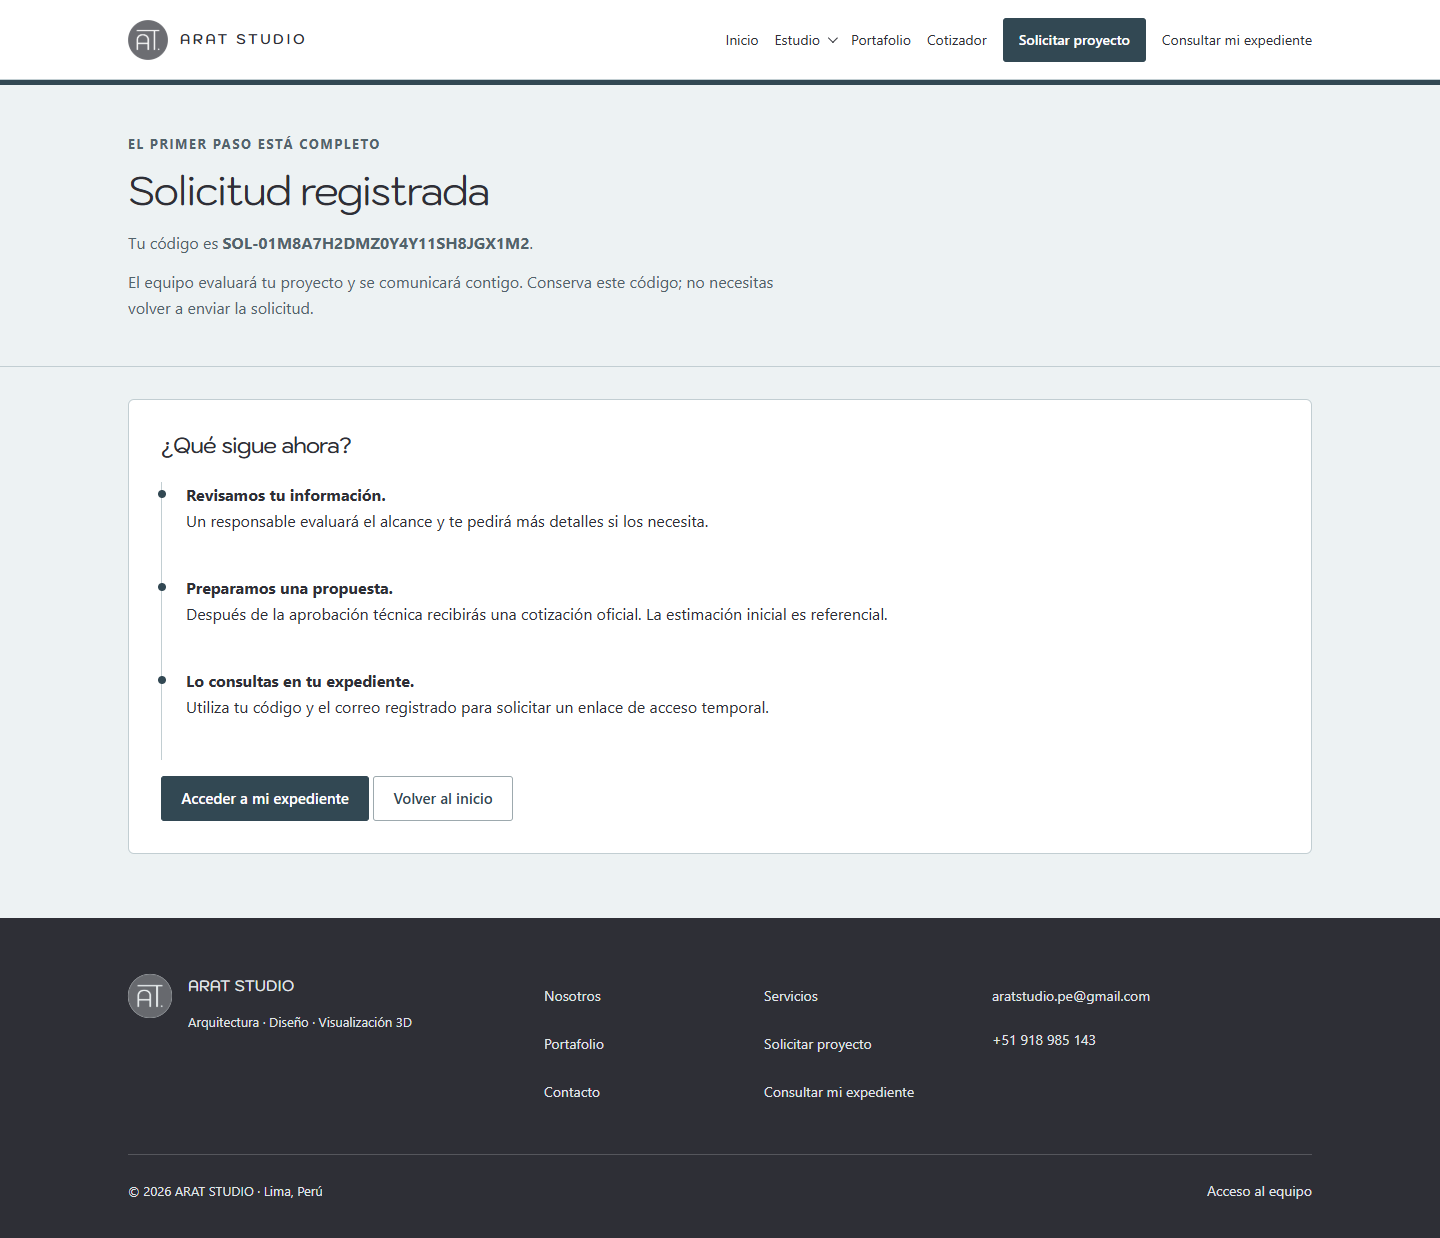 AT.
ARAT STUDIO
Inicio
Estudio
Portafolio
Cotizador
Solicitar proyecto
Consultar mi expediente
EL PRIMER PASO ESTÁ COMPLETO
Solicitud registrada
Tu código es SOL-01M8A7H2DMZ0Y4Y11SH8JGX1M2.
El equipo evaluará tu proyecto y se comunicará contigo. Conserva este código; no necesitas
volver a enviar la solicitud.
¿Qué sigue ahora?
Revisamos tu información.
Un responsable evaluará el alcance y te pedirá más detalles si los necesita.
Preparamos una propuesta.
Después de la aprobación técnica recibirás una cotización oficial. La estimación inicial es referencial.
Lo consultas en tu expediente.
Utiliza tu código y el correo registrado para solicitar un enlace de acceso temporal.
Acceder a mi expediente
Volver al inicio
AT.
ARAT STUDIO
Arquitectura · Diseño · Visualización 3D
Nosotros
Portafolio
Contacto
Servicios
Solicitar proyecto
Consultar mi expediente
aratstudio.pe@gmail.com
+51 918 985 143
© 2026 ARAT STUDIO · Lima, Perú
Acceso al equipo